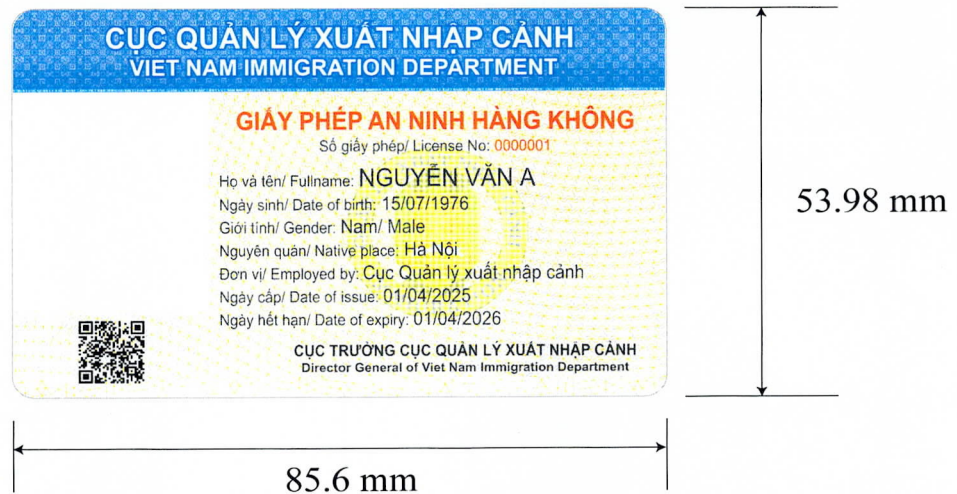 CỤC QUẢN LÝ XUẤT NHẬP CẢNH
VIET NAM IMMIGRATION DEPARTMENT
GIẤY PHÉP AN NINH HÀNG KHÔNG
Số giấy phép/ License No: 0000001
Họ và tên/ Fullname: NGUYỄN VĂN A
Ngày sinh/ Date of birth: 15/07/1976
Giới tính/ Gender: Nam/ Male
Nguyên quán/ Native place: Hà Nội
Đơn vị/ Employed by: Cục Quản lý xuất nhập cảnh
Ngày cấp/ Date of issue: 01/04/2025
Ngày hết hạn/ Date of expiry: 01/04/2026
CỤC TRƯỞNG CỤC QUẢN LÝ XUẤT NHẬP CẢNH
Director General of Viet Nam Immigration Department
53.98 mm
85.6 mm